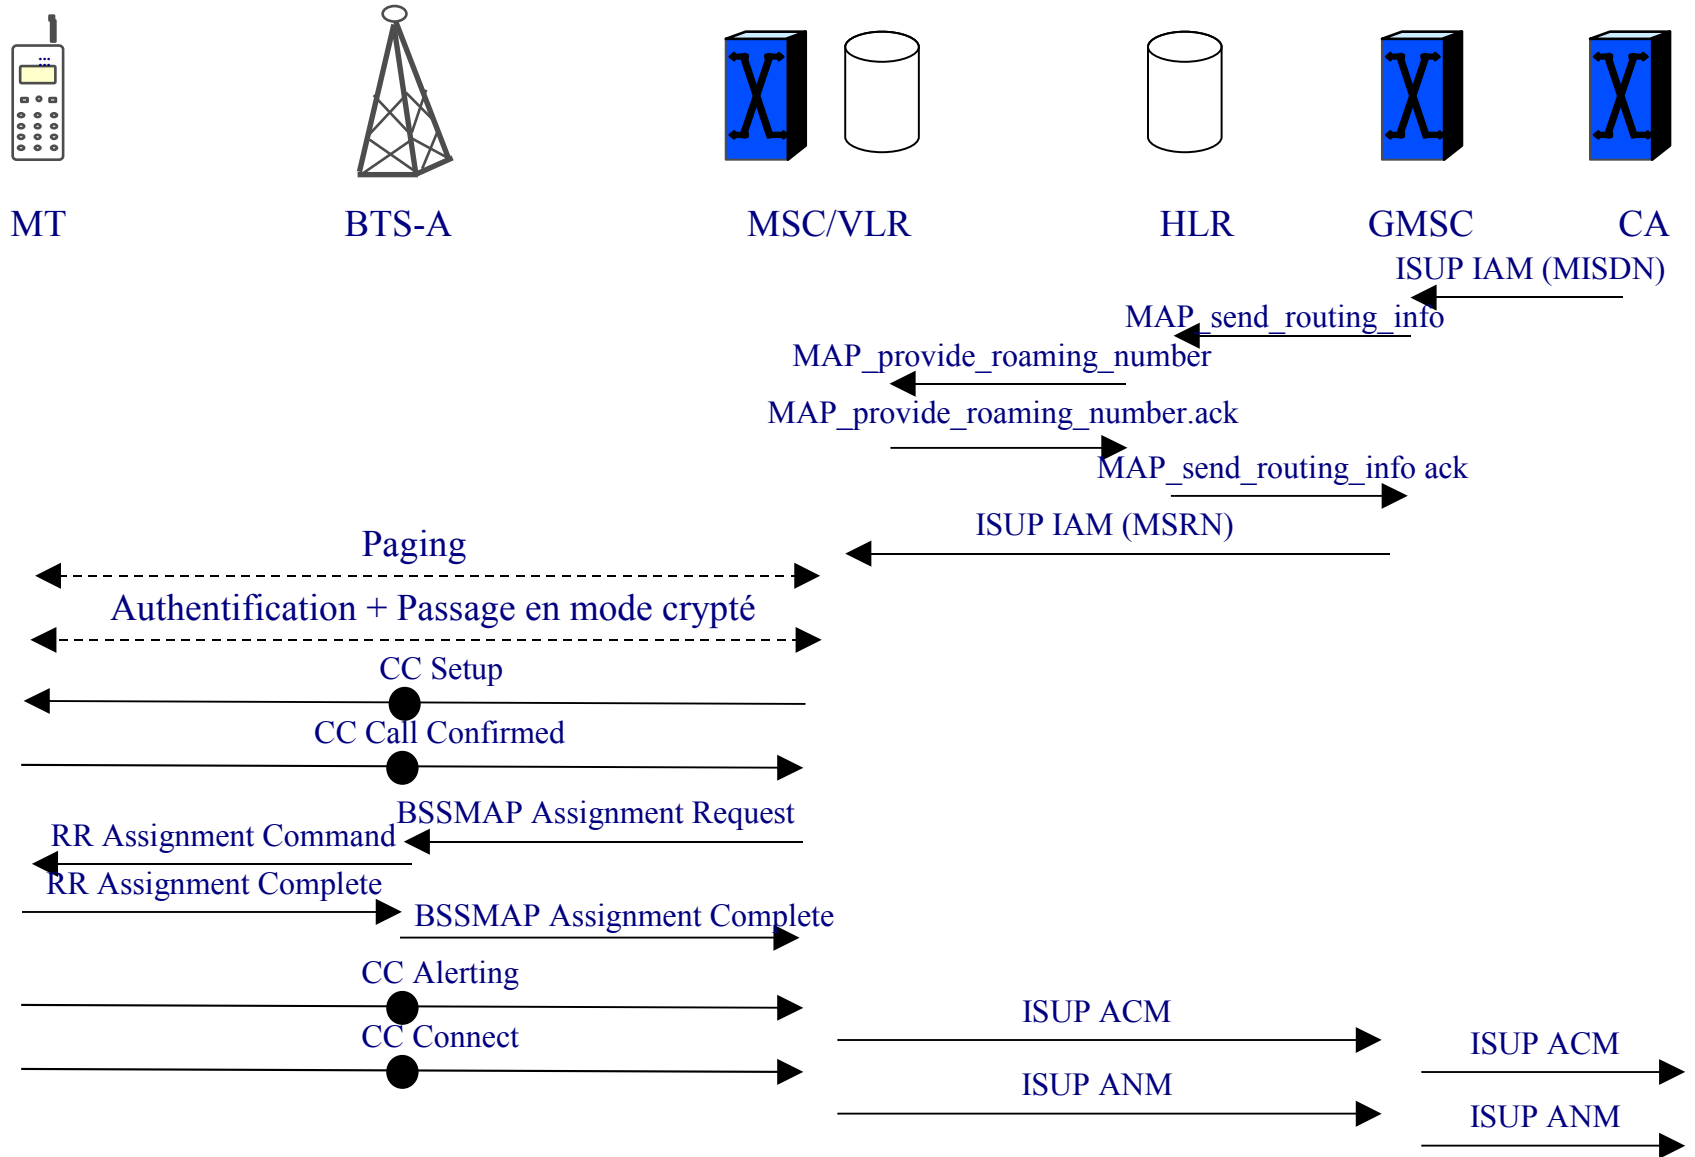 MT
BTS-A
MSC/VLR
HLR
GMSC
CA
ISUP IAM (MISDN)
MAP_send_routing_info
MAP_provide_roaming_number
MAP_provide_roaming_number.ack
MAP_send_routing_info ack
ISUP IAM (MSRN)
Paging
Authentification + Passage en mode crypté
CC Setup
CC Call Confirmed
BSSMAP Assignment Request
RR Assignment Command
RR Assignment Complete
BSSMAP Assignment Complete
CC Alerting
ISUP ACM
CC Connect
ISUP ACM
ISUP ANM
ISUP ANM